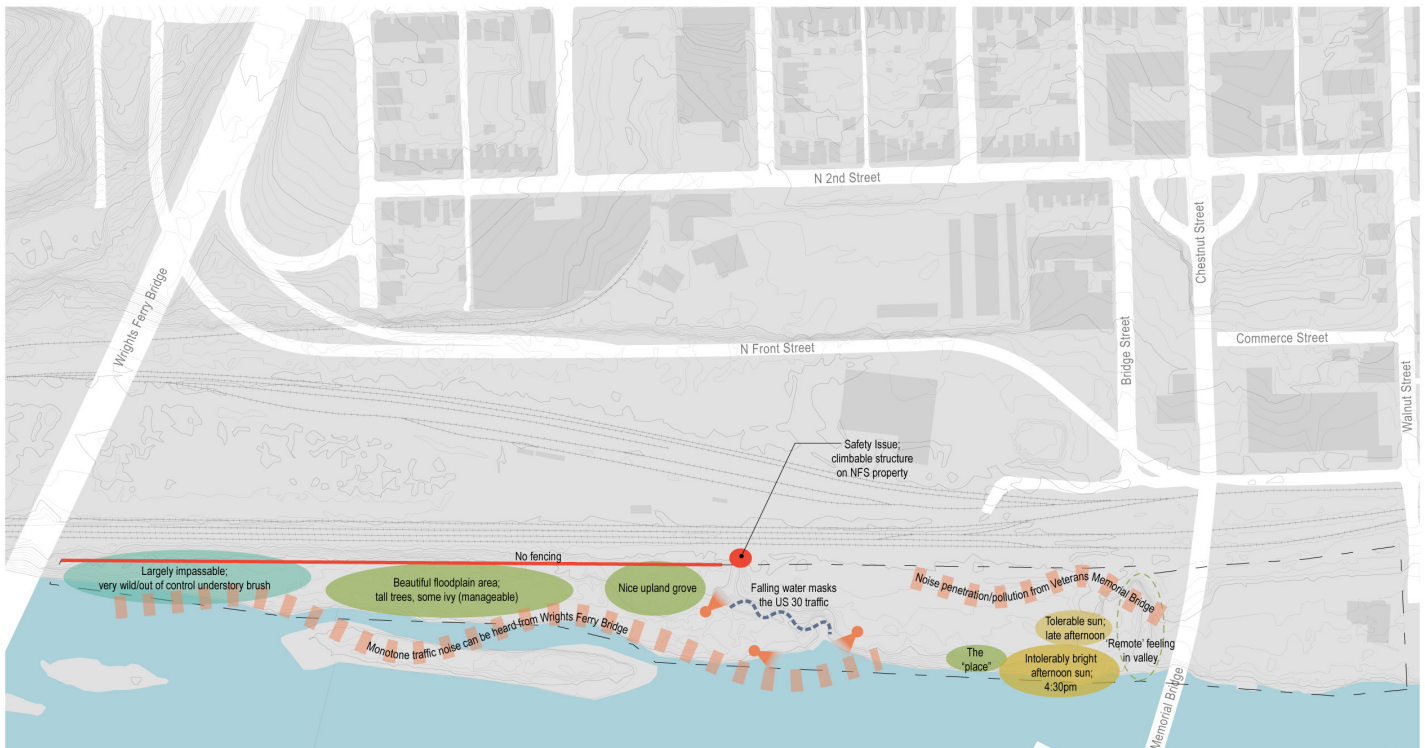 N 2nd Street
Chestnut Street
Wrights Ferry Bridge
N Front Street
Bridge Street
Commerce Street
Walnut Street
Safety Issue;
climbable structure
on NFS property
No fencing
Largely impassable;
very wild/out of control understory brush
Beautiful floodplain area;
tall trees, some ivy (manageable)
Nice upland grove
Falling water masks
the US 30 traffic
Noise penetration/pollution from Veterans Memorial Bridge
Monotone traffic noise can be heard from Wrights Ferry Bridge
Tolerable sun;
late afternoon
'Remote' feeling
in valley
The
"place"
Intolerably bright
afternoon sun;
4:30pm
Memorial Bridge